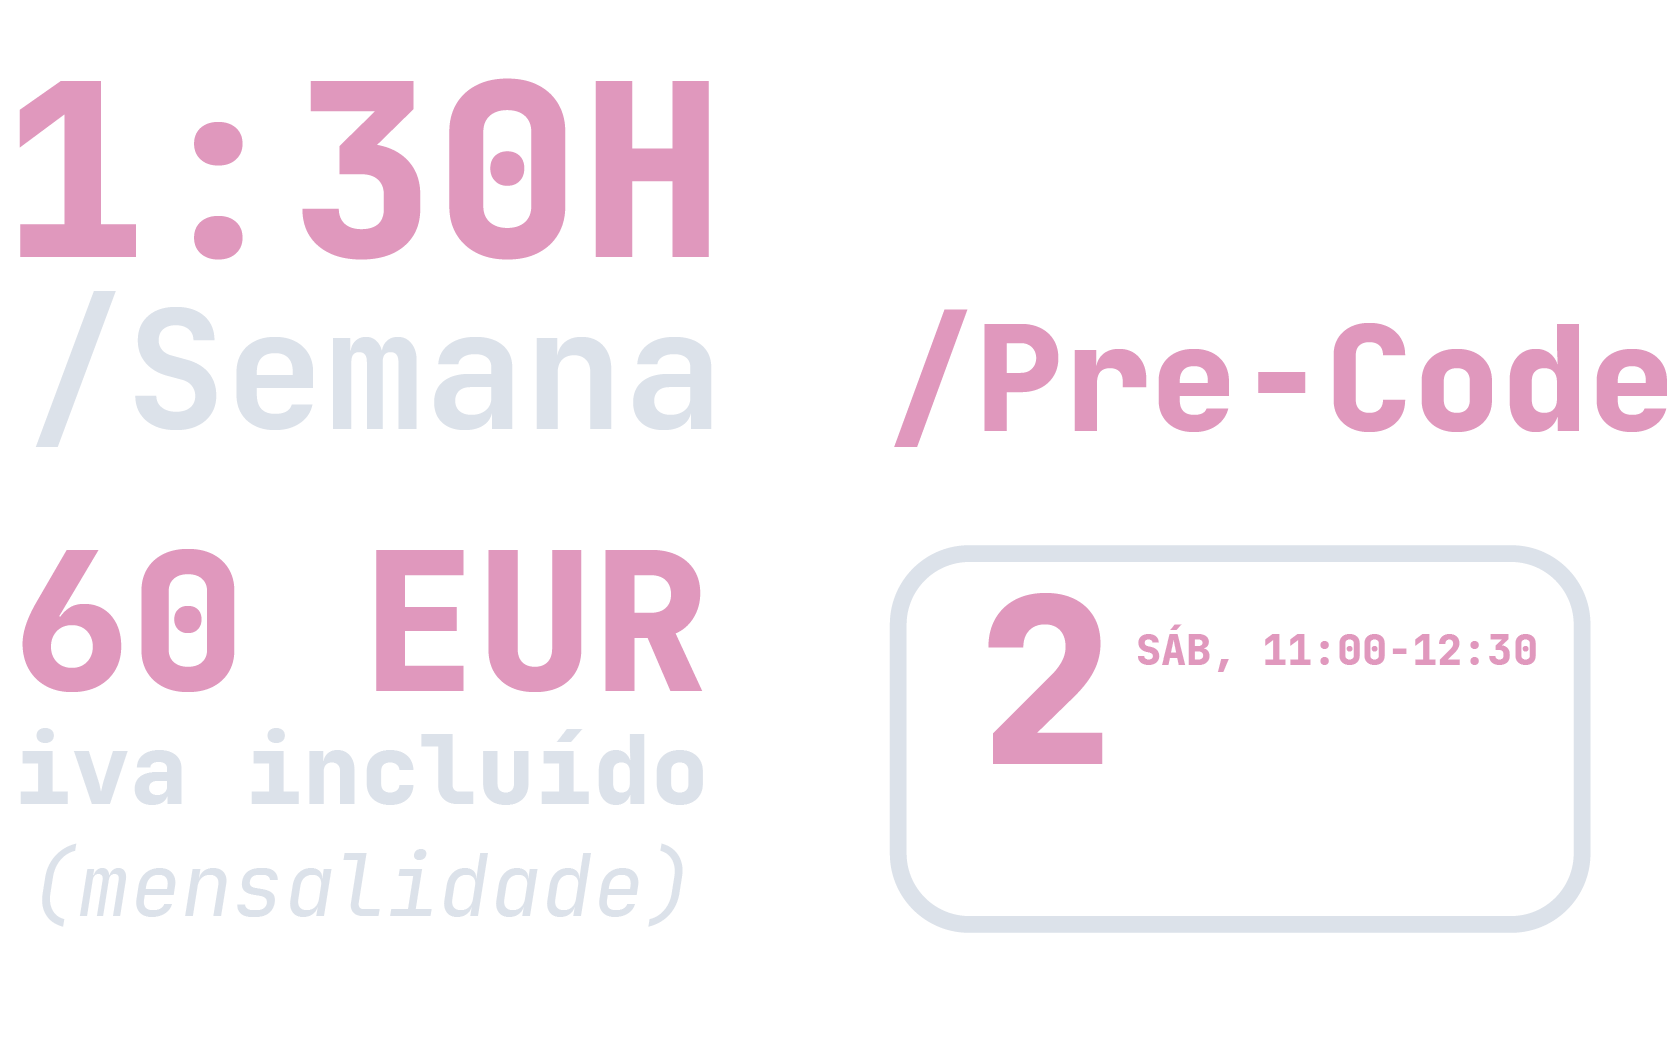 1:30H
/Semana
60 EUR
iva incluído
(mensalidade)
/Pre-Code
2 SÁB, 11:00-12:30